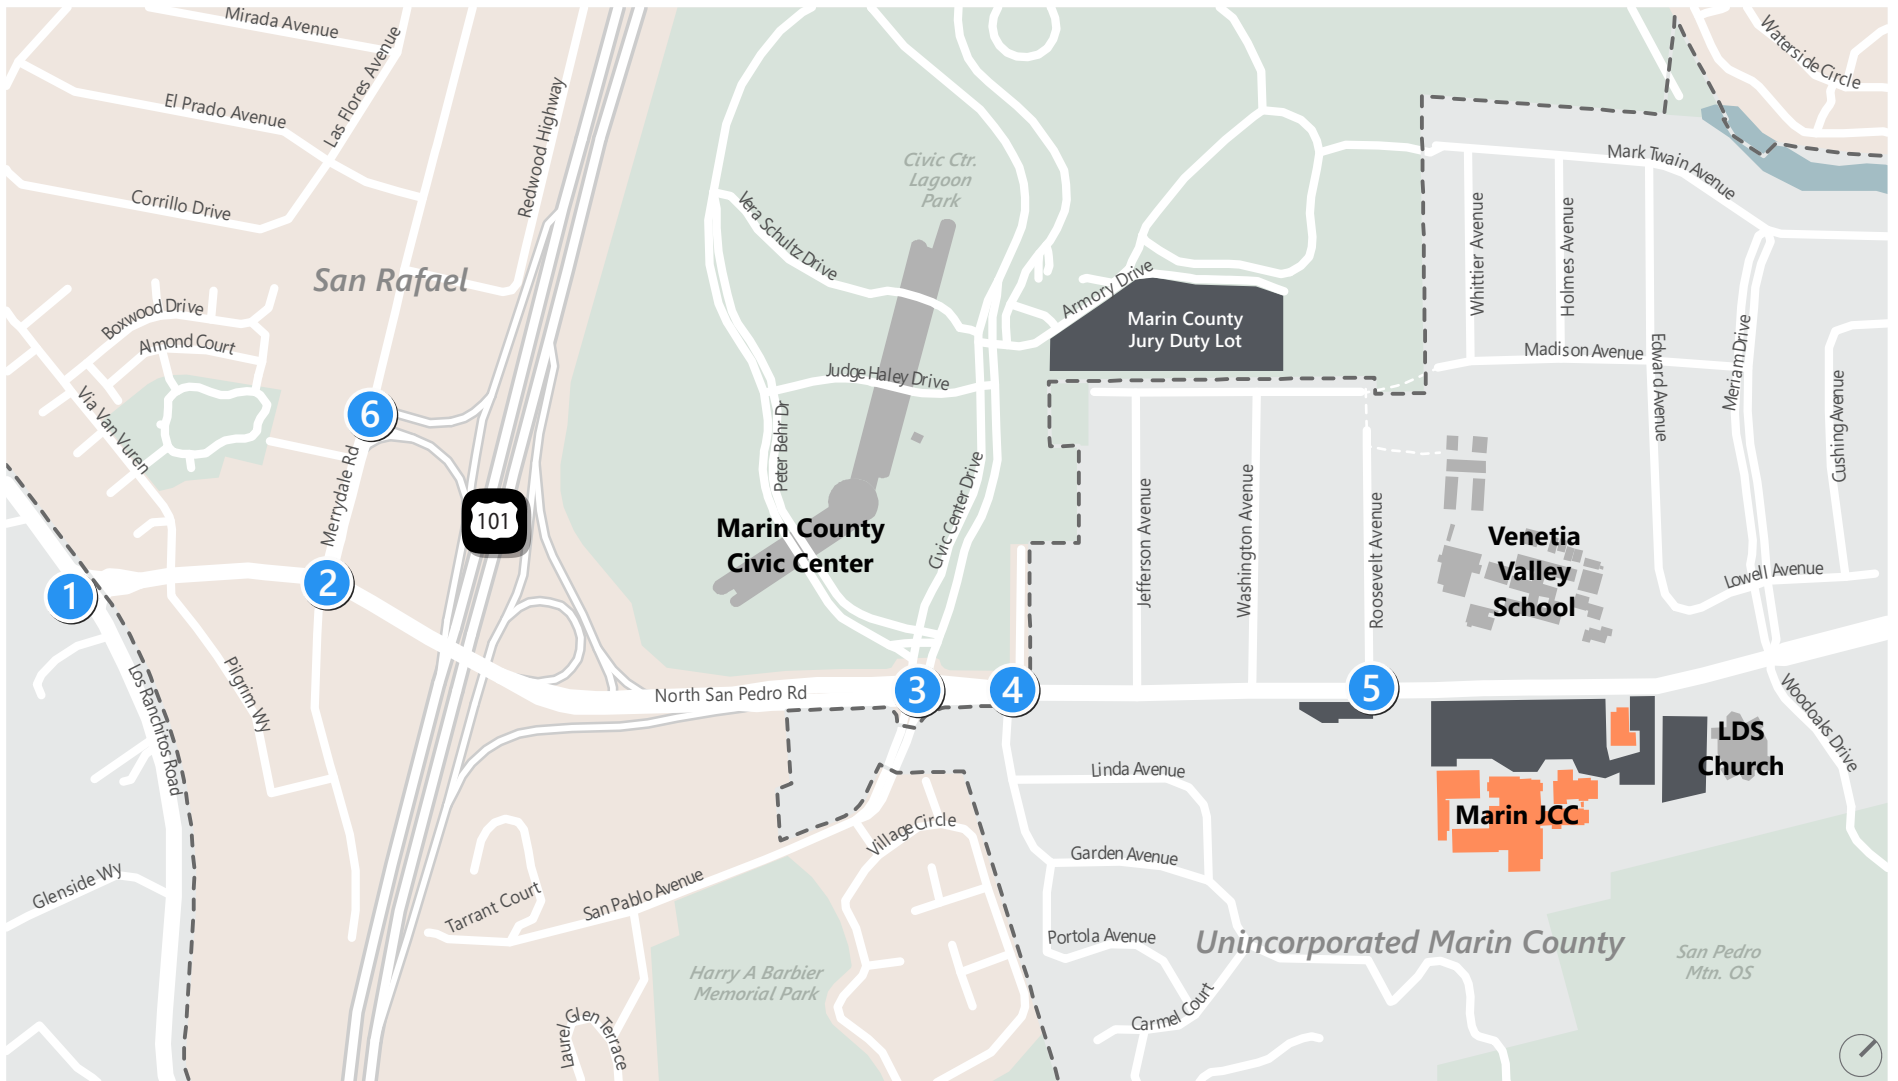 Mirada Avenue
Las Flores Avenue
El Prado Avenue
Corrillo Drive
Redwood Highway
San Rafael
Boxwood Drive
Almond Court
Via Van Vuren
Merrydale Rd
6
101
1
2
Pilgrim Wy
Los Ranchitos Road
Glenside Wy
Civic Ctr.
Lagoon
Park
Vera Schultz Drive
Judge Haley Drive
Peter Behr Dr
Civic Center Drive
Marin County
Civic Center
Armory Drive
Marin County
Jury Duty Lot
North San Pedro Rd
3
4
5
Waterside Circle
Mark Twain Avenue
Whittier Avenue
Holmes Avenue
Madison Avenue
Edward Avenue
Meriam Drive
Cushing Avenue
Jefferson Avenue
Washington Avenue
Roosevelt Avenue
Venetia
Valley
School
Lowell Avenue
Woodoaks Drive
LDS
Church
Marin JCC
Linda Avenue
Garden Avenue
Portola Avenue
Carmel Court
Village Circle
San Pablo Avenue
Tarrant Court
Harry A Barbier
Memorial Park
Laurel
Glen Terrace
Unincorporated Marin County
San Pedro
Mtn. OS